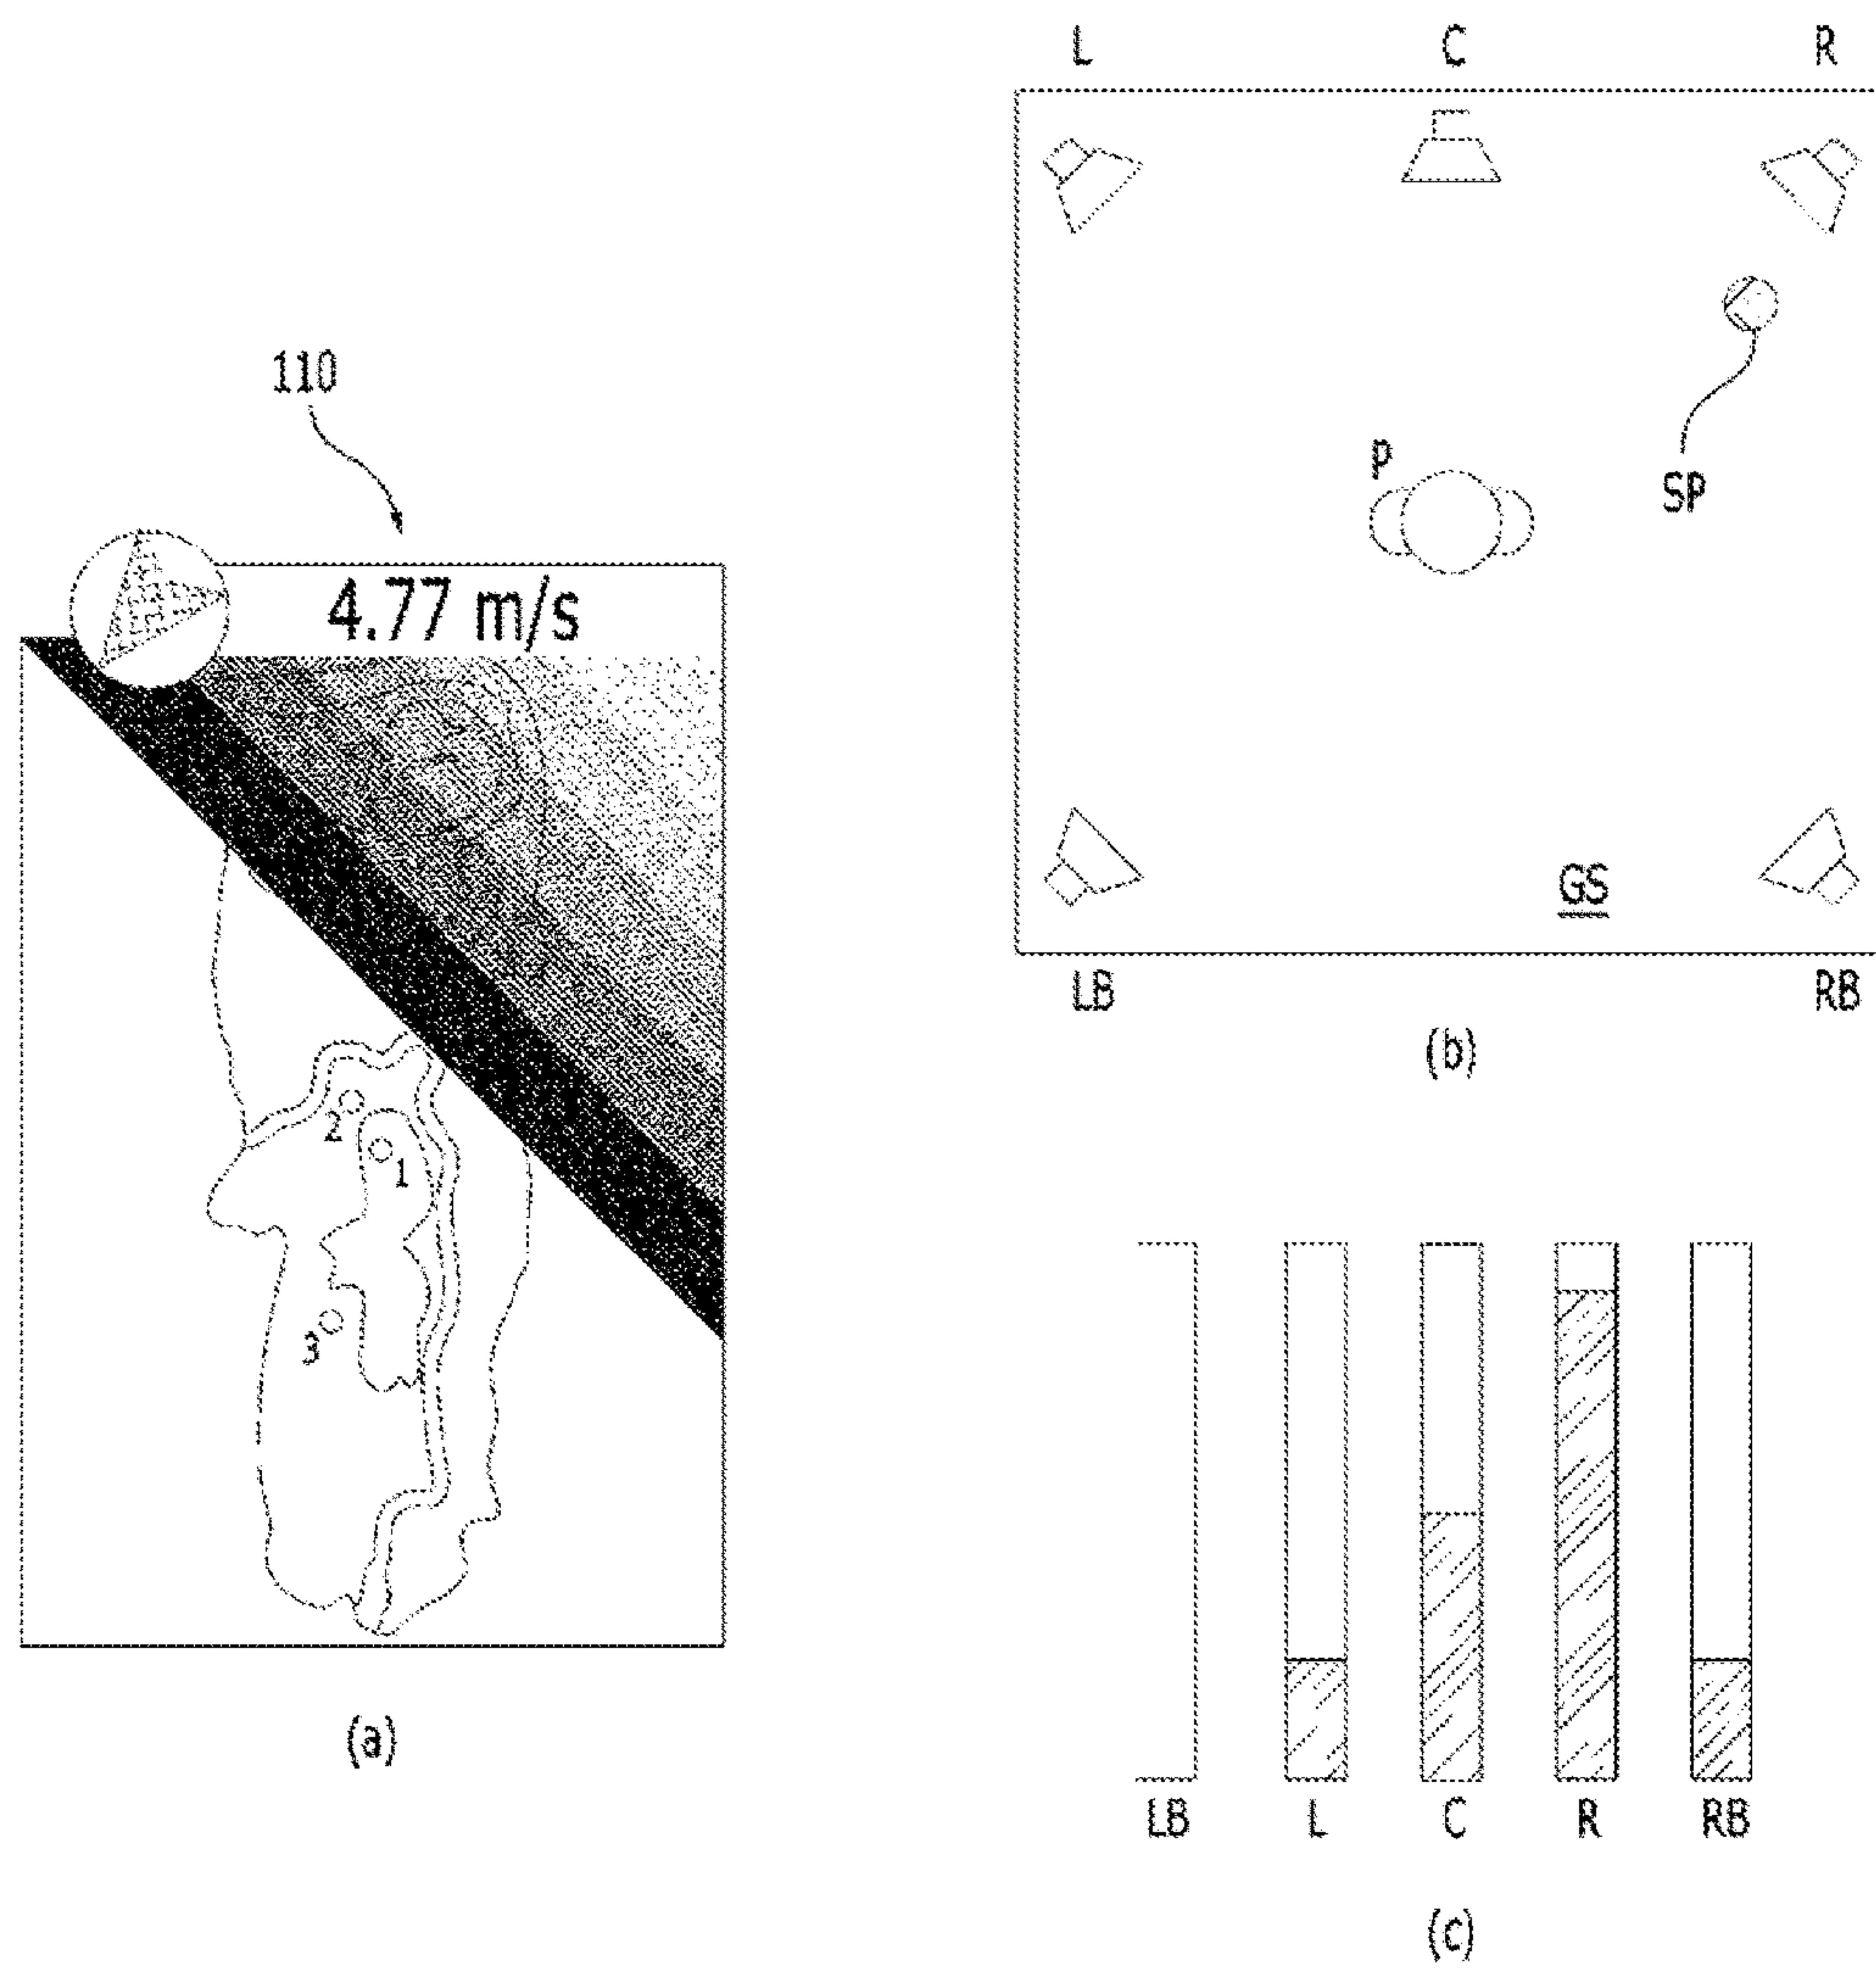 110
4.77 m/s
2
1
3
(a)
L C R
P
SP
GS
LB RB
(b)
LB L C R RB
(c)